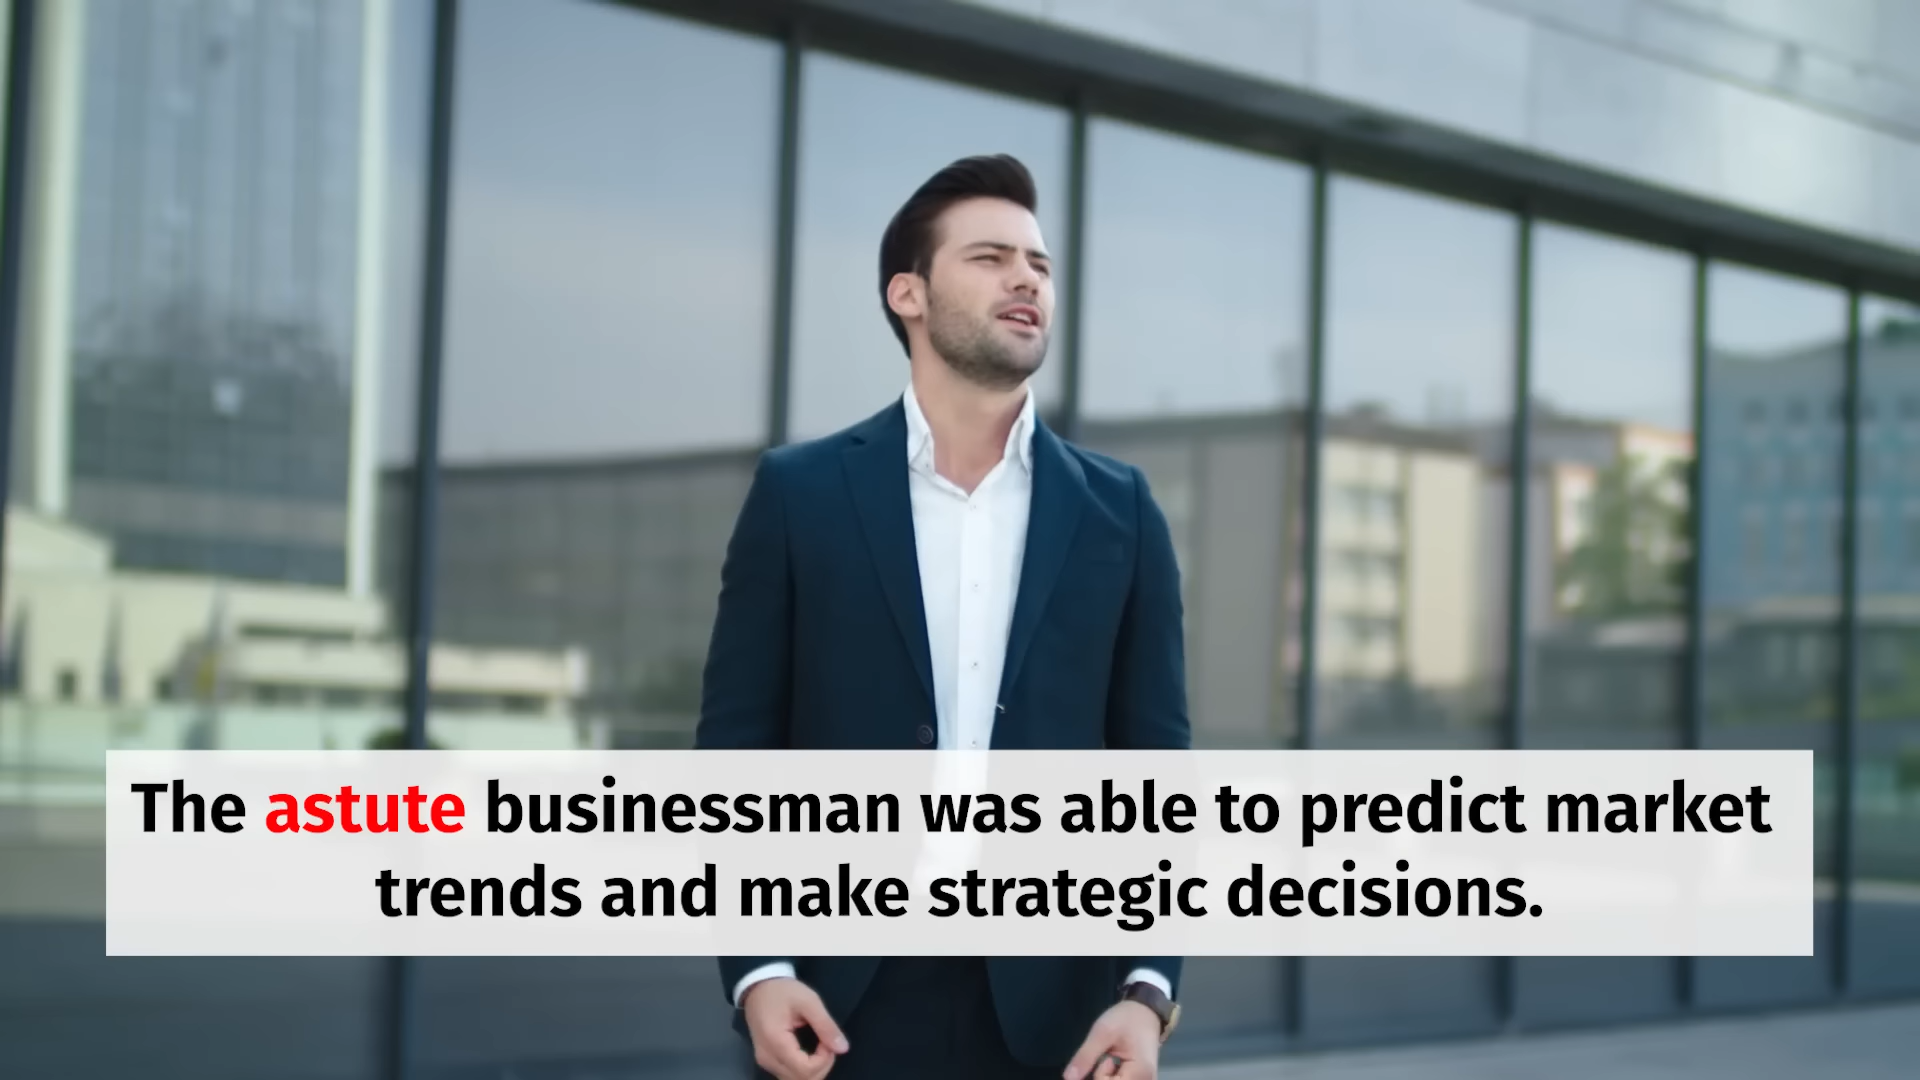 The astute businessman was able to predict market
trends and make strategic decisions.